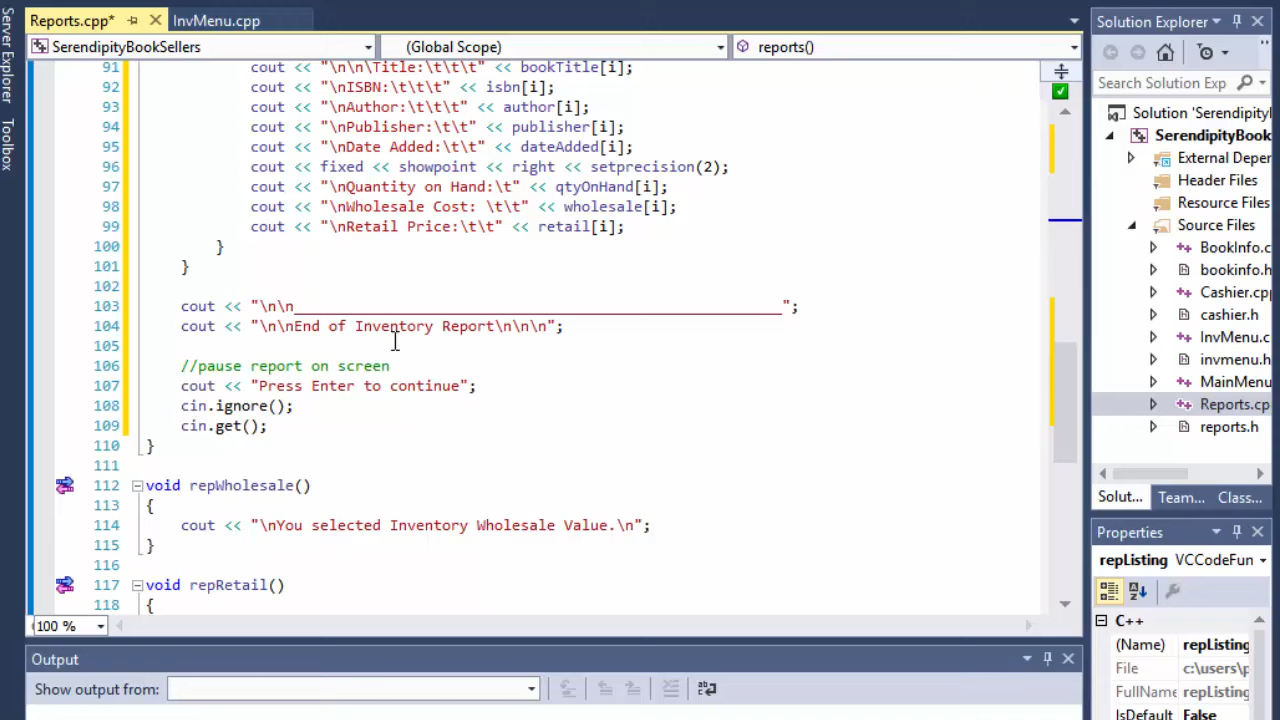 Server Explorer
Toolbox
Reports.cpp*
InvMenu.cpp
SerendipityBookSellers
(Global Scope)
reports()
91 cout << "\n\n\Title:\t\t\t" << bookTitle[i];
92 cout << "\nISBN:\t\t\t" << isbn[i];
93 cout << "\nAuthor:\t\t\t" << author[i];
94 cout << "\nPublisher:\t\t" << publisher[i];
95 cout << "\nDate Added:\t\t" << dateAdded[i];
96 cout << fixed << showpoint << right << setprecision(2);
97 cout << "\nQuantity on Hand:\t" << qtyOnHand[i];
98 cout << "\nWholesale Cost: \t\t" << wholesale[i];
99 cout << "\nRetail Price:\t\t" << retail[i];
100 }
101 }
102
103 cout << "\n\n________________________________________________________";
104 cout << "\n\nEnd of Inventory Report\n\n\n";
105
106 //pause report on screen
107 cout << "Press Enter to continue";
108 cin.ignore();
109 cin.get();
110 }
111
112 void repWholesale()
113 {
114 cout << "\nYou selected Inventory Wholesale Value.\n";
115 }
116
117 void repRetail()
118 {
100 %
Output
Show output from:
Solution Explorer
Search Solution Exp
Solution 'Serendipityl
SerendipityBook
External Deper
Header Files
Resource Files
Source Files
BookInfo.c
bookinfo.h
Cashier.cpp
cashier.h
InvMenu.c
invmenu.h
MainMenu
Reports.cp
reports.h
Solut...
Team...
Class...
Properties
repListing VCCodeFun
C++
(Name) repListing
File c:\users\p
FullName repListing
IsDefault False